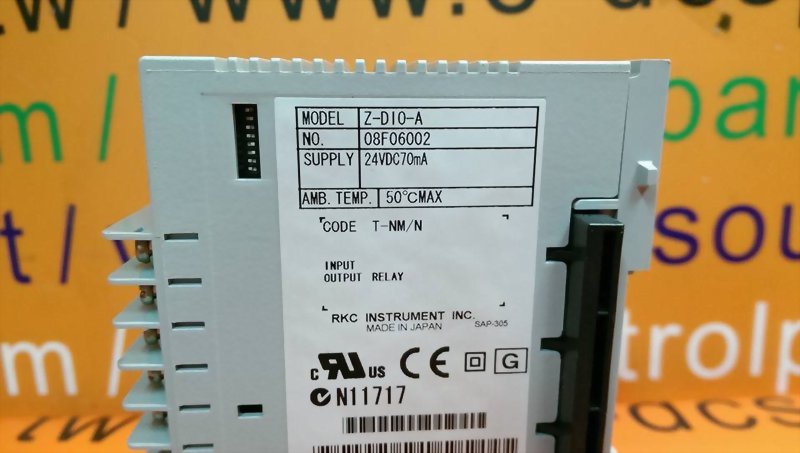 MODEL Z-DIO-A
NO. 08F06002
SUPPLY 24VDC70mA
AMB. TEMP. 50℃MAX
CODE T-NM/N
INPUT
OUTPUT RELAY
RKC INSTRUMENT INC.
MADE IN JAPAN SAP-305
c UR US CE G
N11717